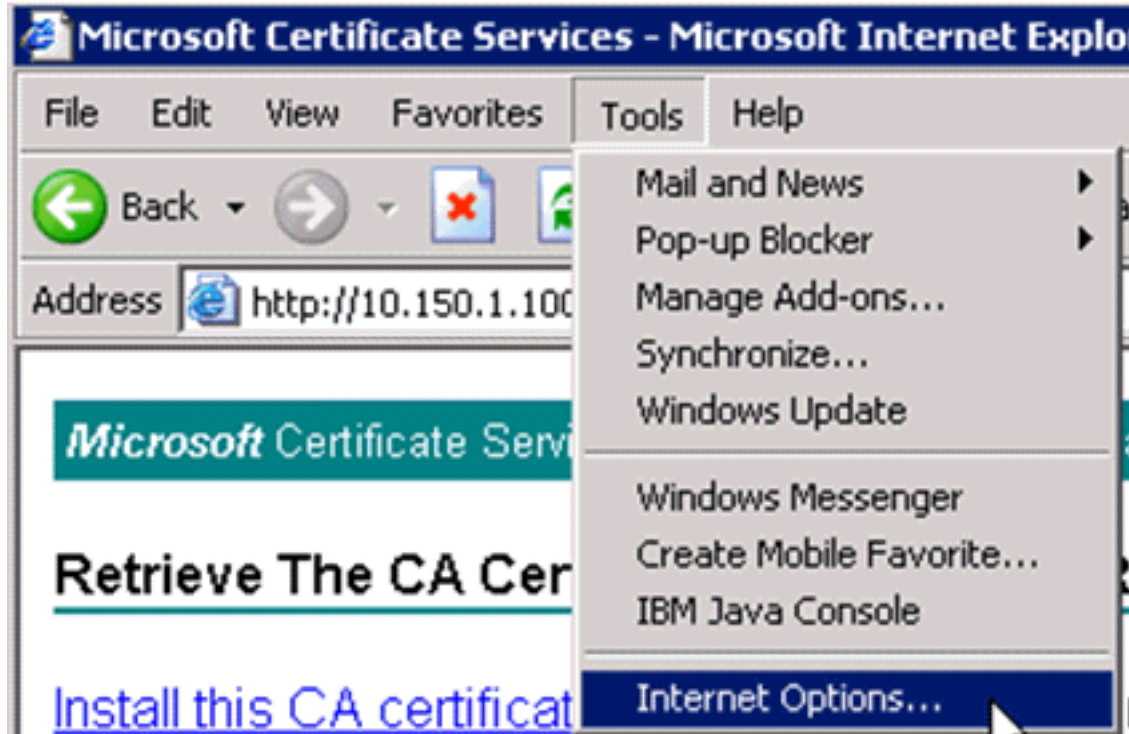 Microsoft Certificate Services - Microsoft Internet Explo
File Edit View Favorites Tools Help
Back
Address http://10.150.1.100
Mail and News
Pop-up Blocker
Manage Add-ons...
Synchronize...
Windows Update
Windows Messenger
Create Mobile Favorite...
IBM Java Console
Internet Options...
Microsoft Certificate Servi
Retrieve The CA Cer
Install this CA certificat